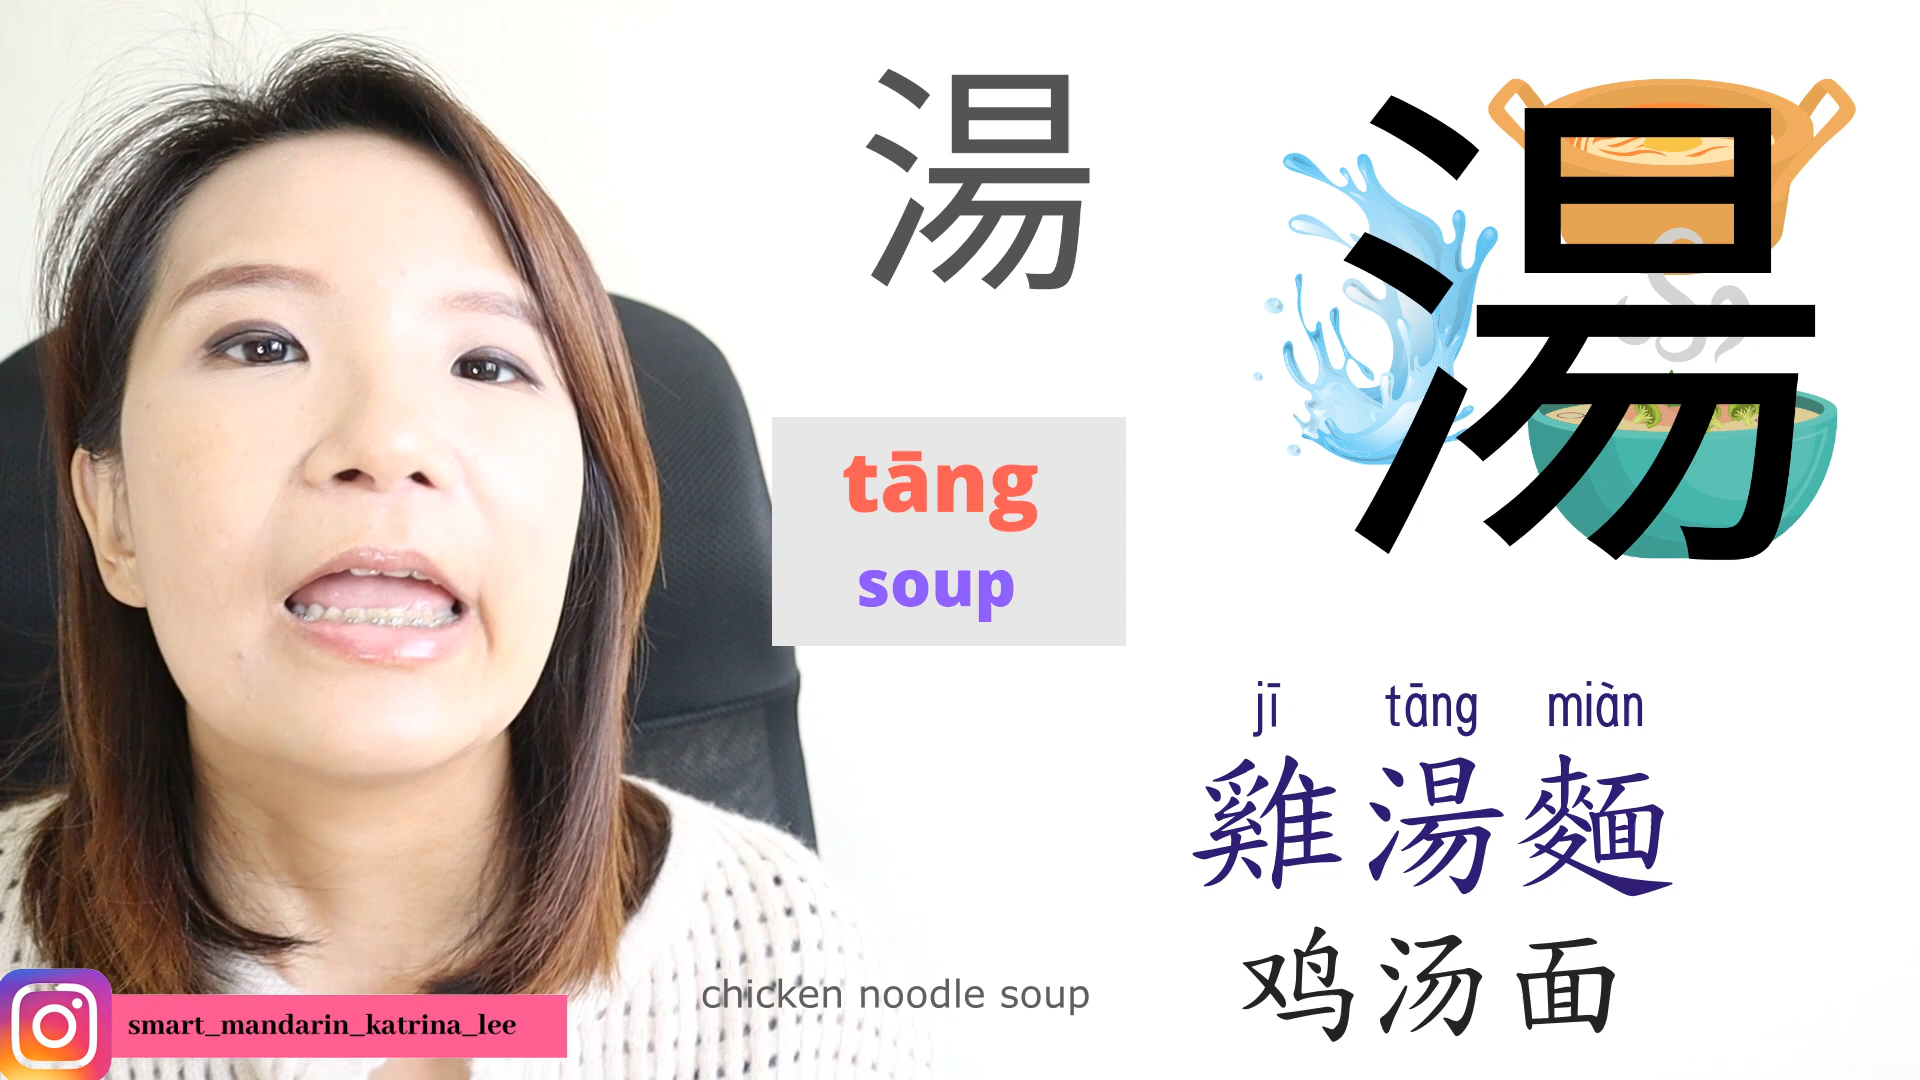 湯
湯
tāng
soup
jī tāng miàn
雞湯麵
鸡汤面
chicken noodle soup
smart_mandarin_katrina_lee